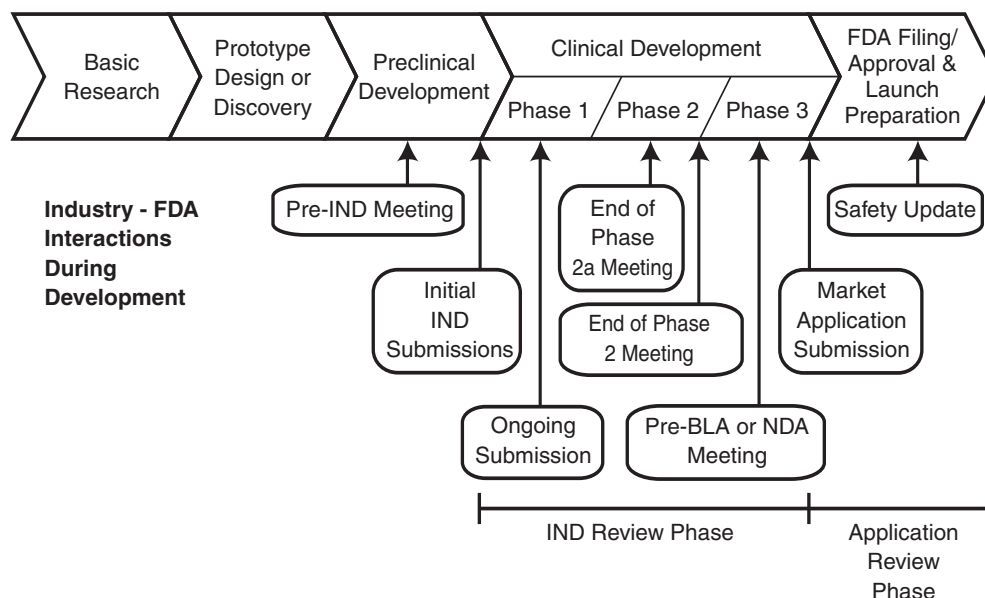 Basic
Research
Prototype
Design or
Discovery
Preclinical
Development
Clinical Development
Phase 1
Phase 2
Phase 3
FDA Filing/
Approval &
Launch
Preparation
Industry - FDA
Interactions
During
Development
Pre-IND Meeting
Initial
IND
Submissions
Ongoing
Submission
End of
Phase
2a Meeting
End of Phase
2 Meeting
Pre-BLA or NDA
Meeting
Market
Application
Submission
Safety Update
IND Review Phase
Application
Review
Phase